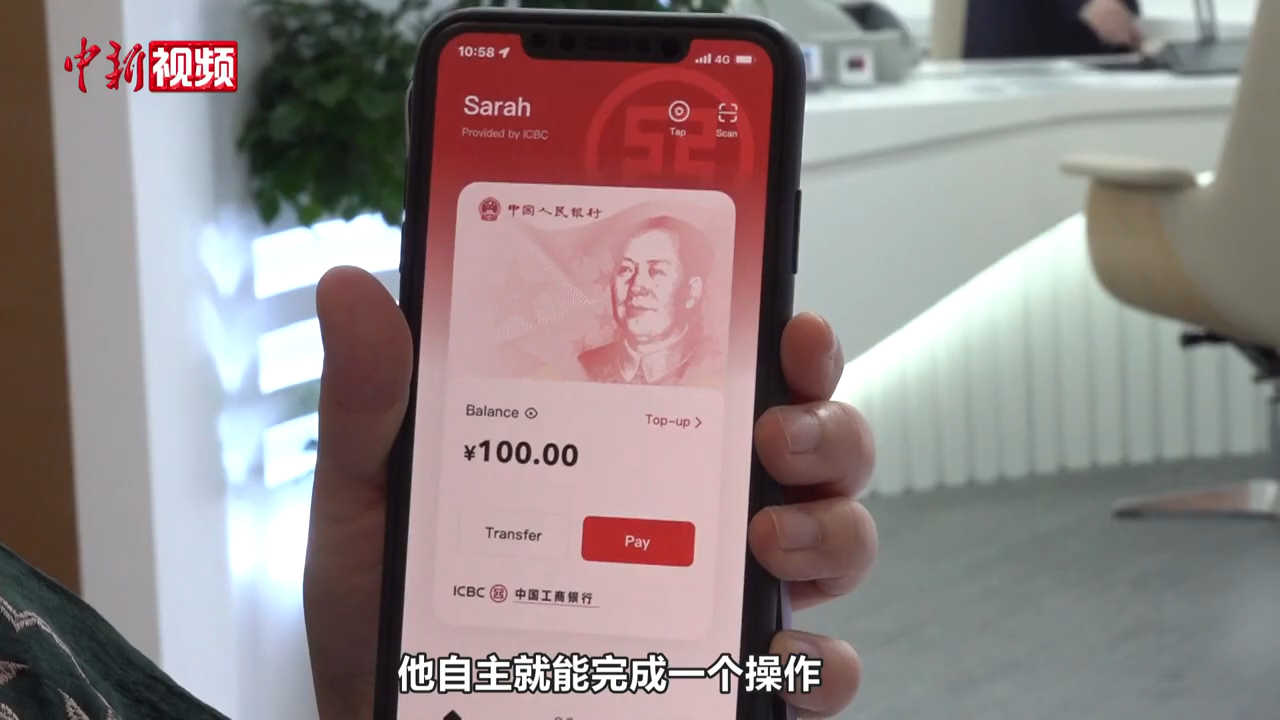 中新视频
10:58
4G
Sarah
Provided by ICBC
Tap
Scan
中国人民银行
Balance
Top-up
¥100.00
Transfer
Pay
ICBC 中国工商银行
他自主就能完成一个操作